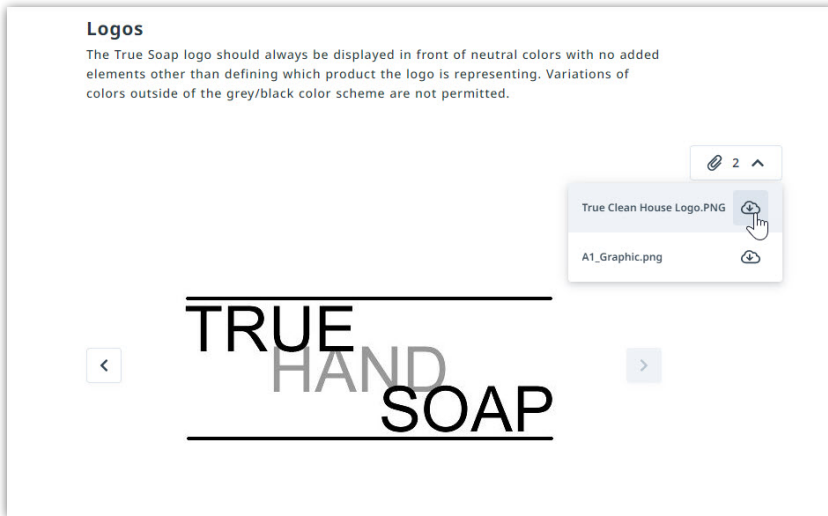 Logos
The True Soap logo should always be displayed in front of neutral colors with no added
elements other than defining which product the logo is representing. Variations of
colors outside of the grey/black color scheme are not permitted.
2
True Clean House Logo.PNG
A1_Graphic.png
TRUE
HAND
SOAP